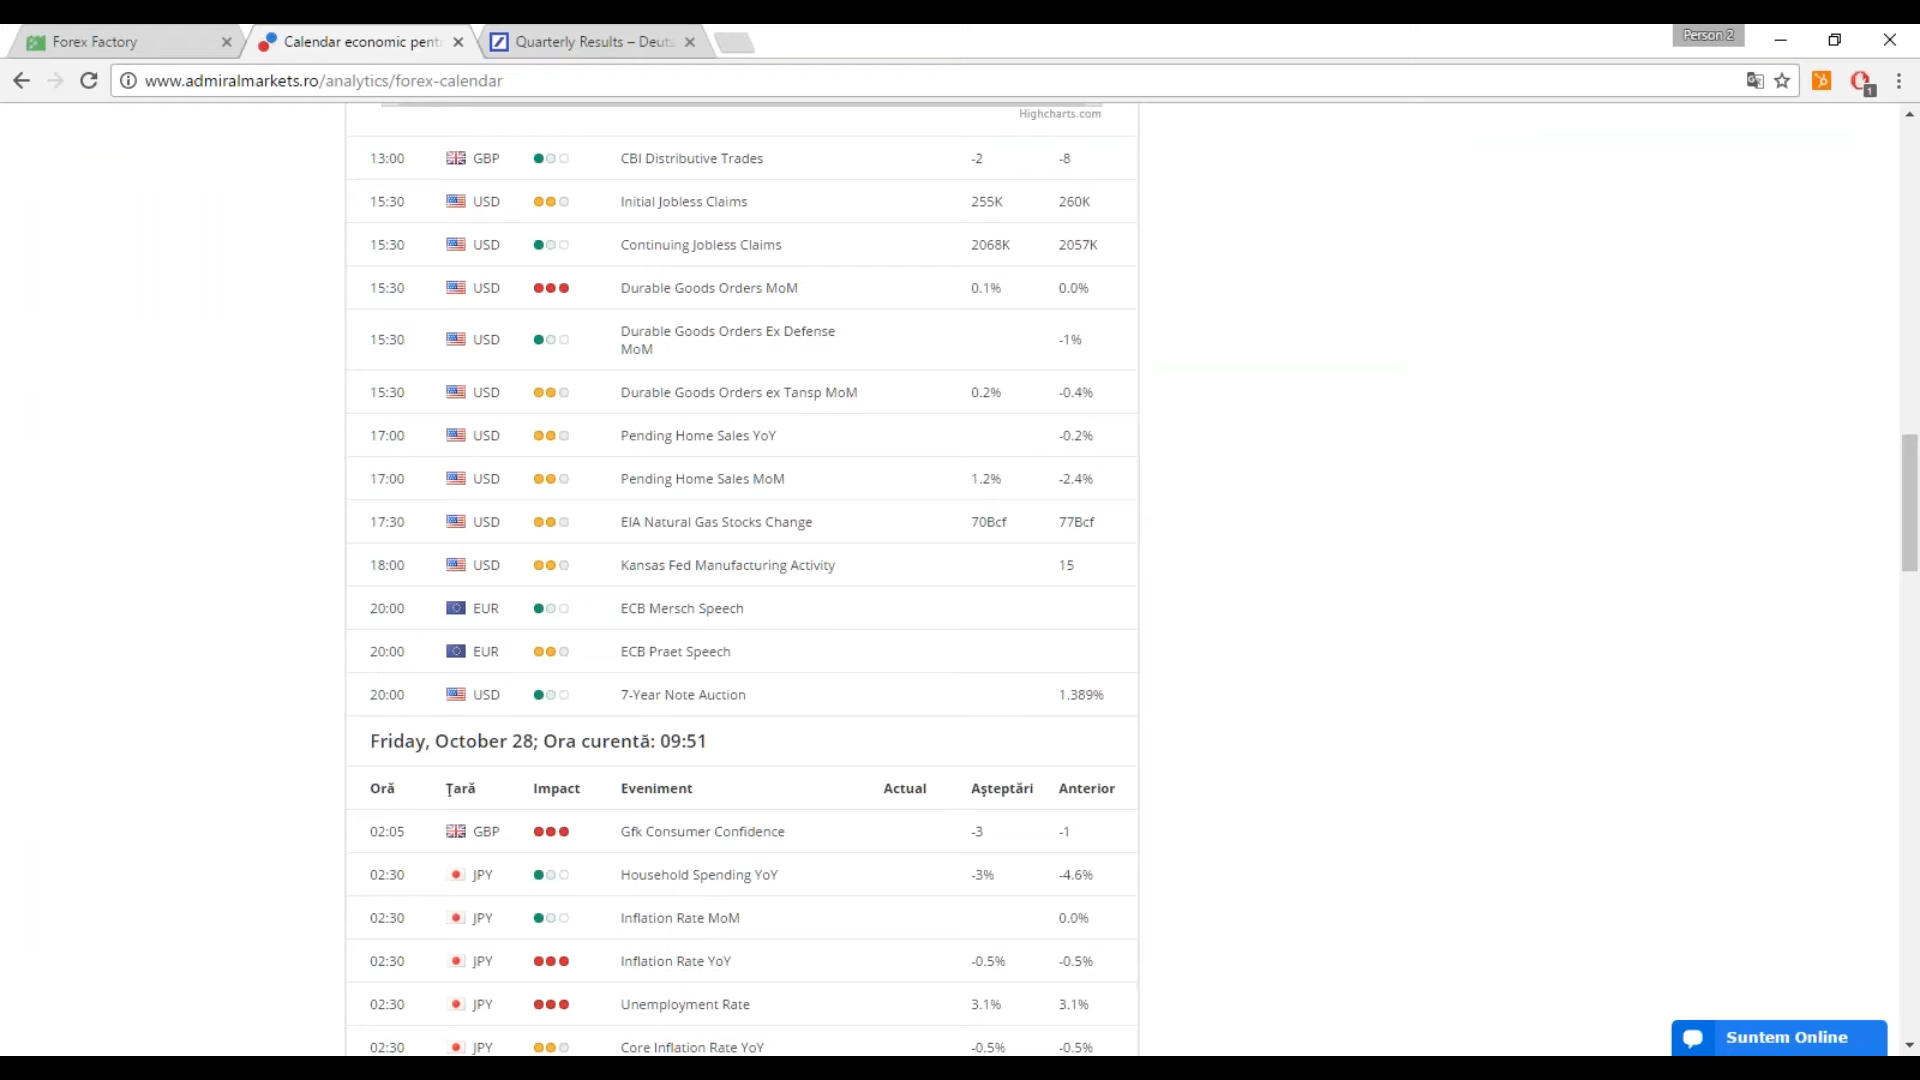 Forex Factory
Calendar economic pent
Quarterly Results – Deuts
Person 2
www.admiralmarkets.ro/analytics/forex-calendar
1
Highcharts.com
13:00 GBP CBI Distributive Trades -2 -8
15:30 USD Initial Jobless Claims 255K 260K
15:30 USD Continuing Jobless Claims 2068K 2057K
15:30 USD Durable Goods Orders MoM 0.1% 0.0%
15:30 USD Durable Goods Orders Ex Defense
MoM -1%
15:30 USD Durable Goods Orders ex Tansp MoM 0.2% -0.4%
17:00 USD Pending Home Sales YoY -0.2%
17:00 USD Pending Home Sales MoM 1.2% -2.4%
17:30 USD EIA Natural Gas Stocks Change 70Bcf 77Bcf
18:00 USD Kansas Fed Manufacturing Activity 15
20:00 EUR ECB Mersch Speech
20:00 EUR ECB Praet Speech
20:00 USD 7-Year Note Auction 1.389%
Friday, October 28; Ora curentă: 09:51
Oră Ţară Impact Eveniment Actual Aşteptări Anterior
02:05 GBP Gfk Consumer Confidence -3 -1
02:30 JPY Household Spending YoY -3% -4.6%
02:30 JPY Inflation Rate MoM 0.0%
02:30 JPY Inflation Rate YoY -0.5% -0.5%
02:30 JPY Unemployment Rate 3.1% 3.1%
02:30 JPY Core Inflation Rate YoY -0.5% -0.5%
Suntem Online